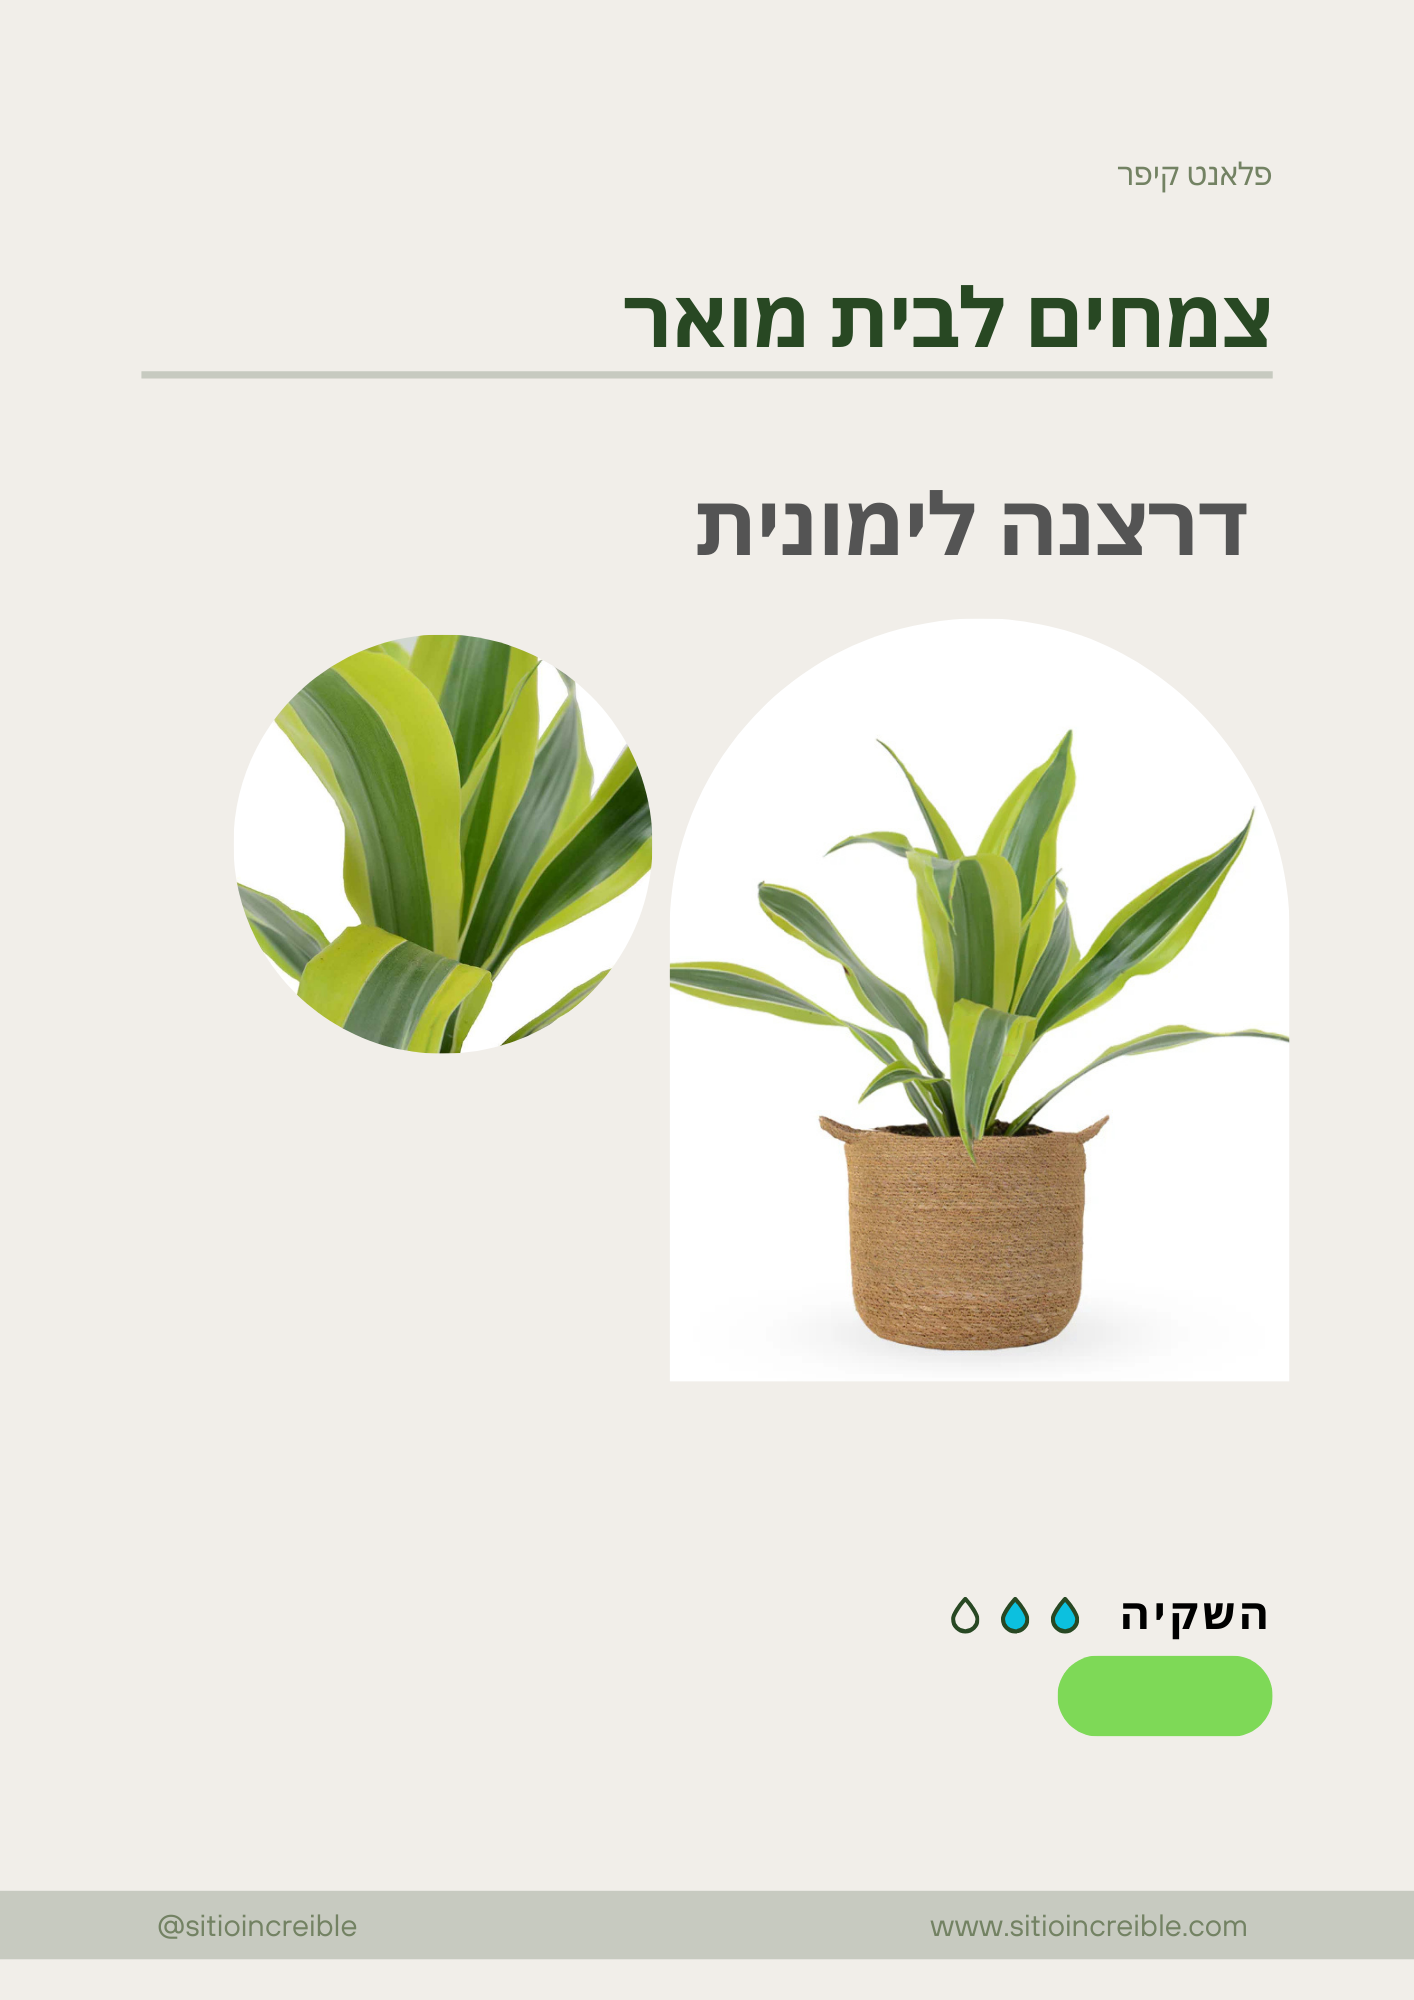 פלאנט קיפר
צמחים לבית מואר
דרצנה לימונית
השקיה
@sitioincreible
www.sitioincreible.com